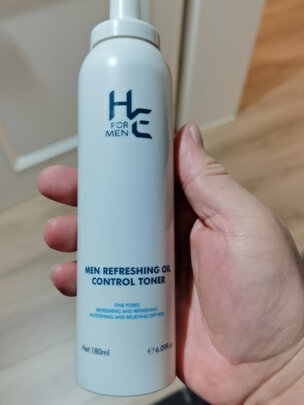 HE
FOR
MEN
MEN REFRESHING OIL
CONTROL TONER
FINE PORES
REFRESHING AND REFRESHING
MOISTENING AND RELIEVING DRYNESS
Net:180ml
℮ 6.09fl.oz